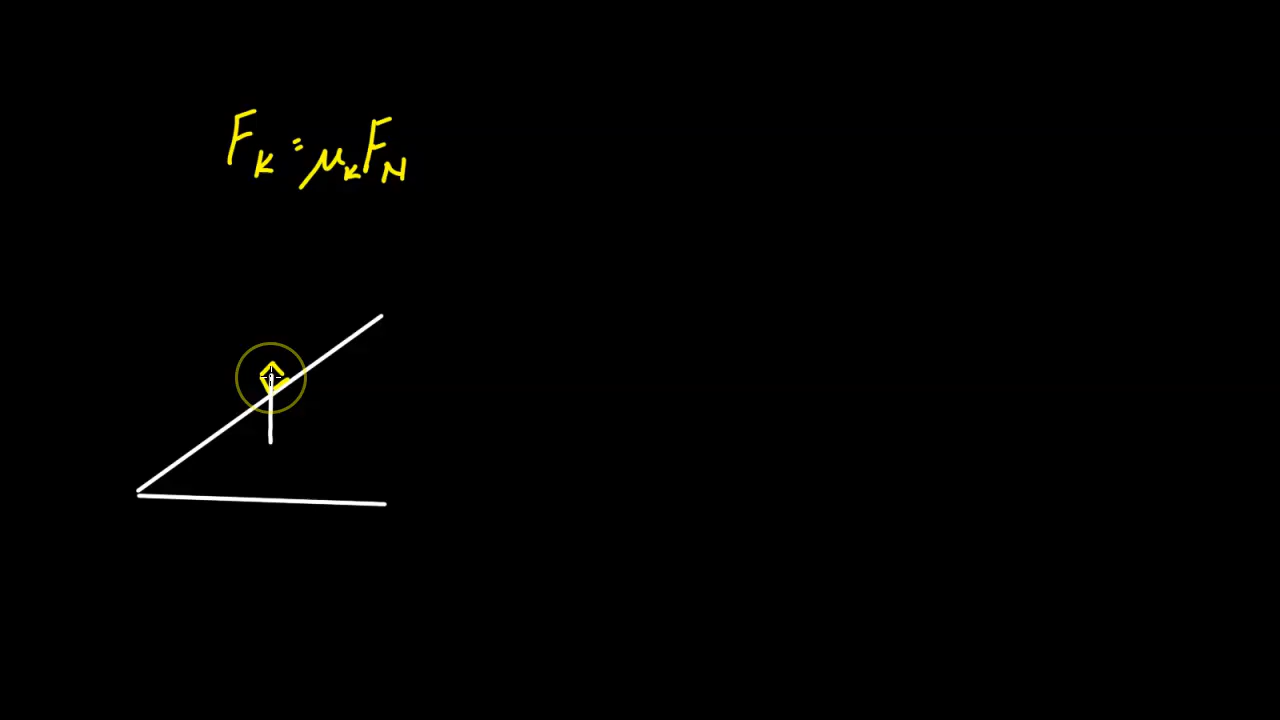 F_K = μ_K F_N